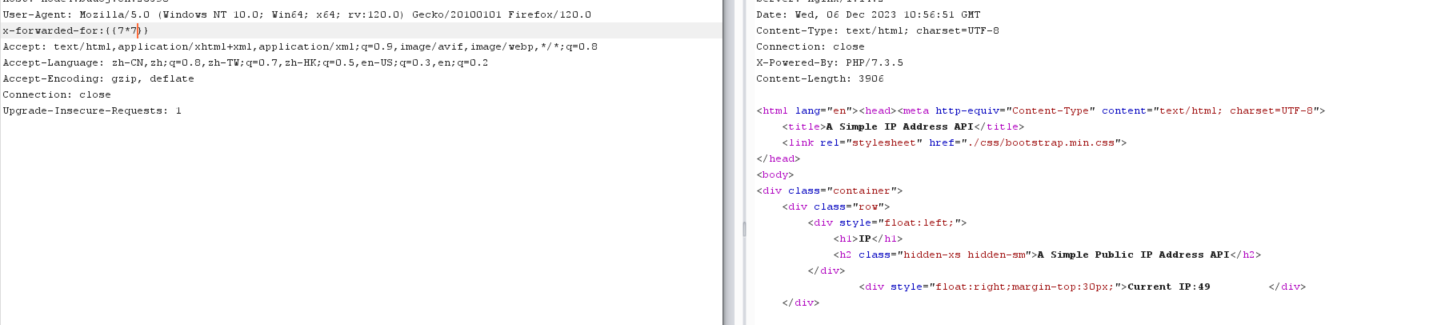 User-Agent: Mozilla/5.0 (Windows NT 10.0; Win64; x64; rv:120.0) Gecko/20100101 Firefox/120.0
x-forwarded-for:{{7*7}}
Accept: text/html,application/xhtml+xml,application/xml;q=0.9,image/avif,image/webp,*/*;q=0.8
Accept-Language: zh-CN,zh;q=0.8,zh-TW;q=0.7,zh-HK;q=0.5,en-US;q=0.3,en;q=0.2
Accept-Encoding: gzip, deflate
Connection: close
Upgrade-Insecure-Requests: 1
Date: Wed, 06 Dec 2023 10:56:51 GMT
Content-Type: text/html; charset=UTF-8
Connection: close
X-Powered-By: PHP/7.3.5
Content-Length: 3906
<html lang="en"><head><meta http-equiv="Content-Type" content="text/html; charset=UTF-8">
<title>A Simple IP Address API</title>
<link rel="stylesheet" href="./css/bootstrap.min.css">
</head>
<body>
<div class="container">
<div class="row">
<div style="float:left;">
<h1>IP</h1>
<h2 class="hidden-xs hidden-sm">A Simple Public IP Address API</h2>
</div>
<div style="float:right;margin-top:30px;">Current IP:49 </div>
</div>